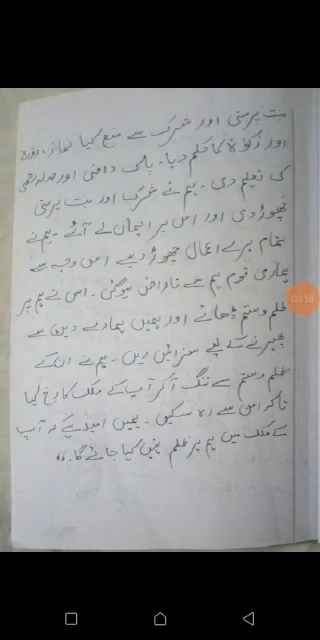 بت پرستی اور شرک سے منع کیا نماز، روزہ
اور زکوٰۃ کا حکم دیا۔ پاک دامنی اور صلہ رحمی
کی تعلیم دی۔ ہم نے شرک اور بت پرستی
چھوڑ دی اور اس پر ایمان لے آئے۔ ہم نے
تمام برے اعمال چھوڑ دیے اس وجہ سے
ہماری قوم ہم سے ناراض ہوگئی۔ اس نے ہم پر
ظلم و ستم ڈھائے اور ہمیں ہمارے دین سے
پھیرنے کے لیے سزائیں دیں۔ ہم نے ان کے
ظلم و ستم سے تنگ آکر آپ کے ملک کا رخ کیا
تاکہ امن سے رہ سکیں۔ ہمیں امید ہے کہ آپ
کے ملک میں ہم پر ظلم نہیں کیا جائے گا۔"
02:58